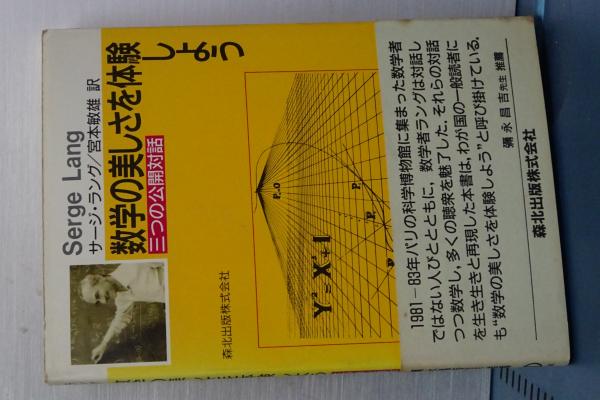 Serge Lang
サージ・ラング/宮本敏雄 訳
数学の美しさを体験
しよう
三つの公開対話
P₀
P₁
P
Y² = X³ + 1
森北出版株式会社
1981−83年パリの科学博物館に集まった数学者
ではない人びととともに、数学者ラングは対話し
つつ数学し,多くの聴衆を魅了した.それらの対話
を生き生きと再現した本書は,わが国の一般読者に
も“数学の美しさを体験しよう”と呼び掛けている.
彌永昌吉先生 推薦
森北出版株式会社